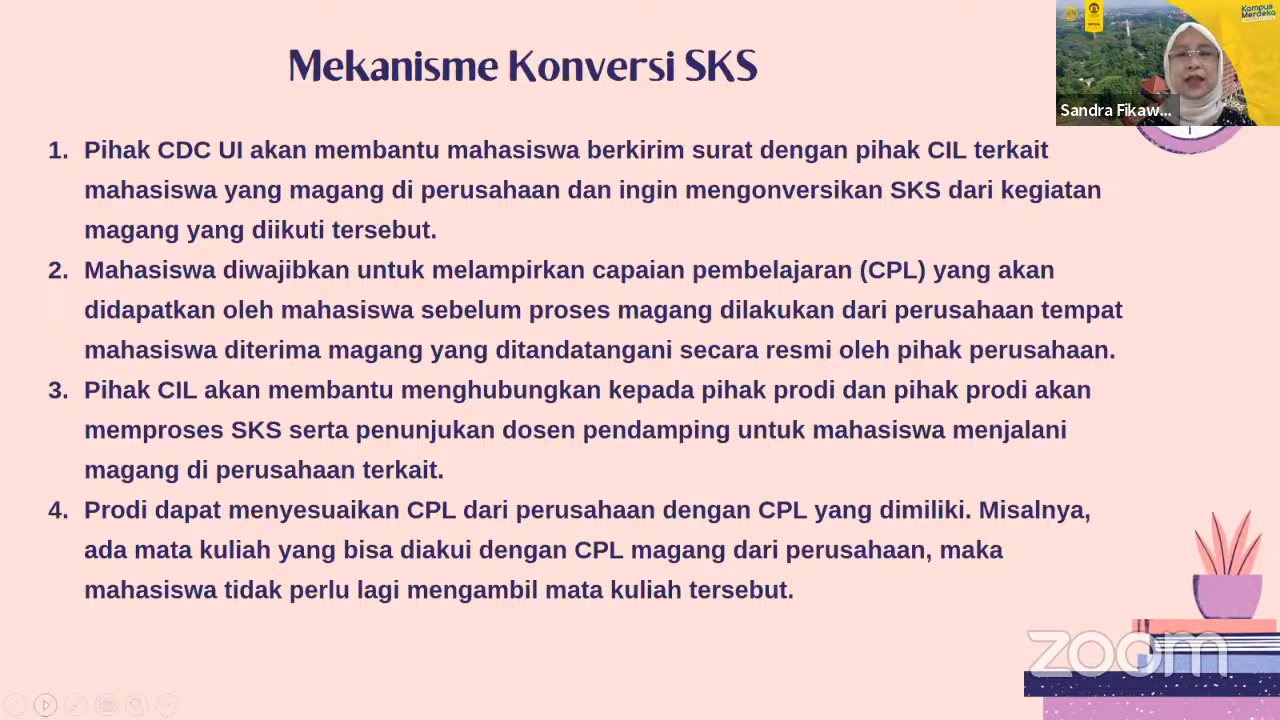 Mekanisme Konversi SKS
Kampus
Merdeka
Sandra Fikaw...
1. Pihak CDC UI akan membantu mahasiswa berkirim surat dengan pihak CIL terkait
mahasiswa yang magang di perusahaan dan ingin mengonversikan SKS dari kegiatan
magang yang diikuti tersebut.
2. Mahasiswa diwajibkan untuk melampirkan capaian pembelajaran (CPL) yang akan
didapatkan oleh mahasiswa sebelum proses magang dilakukan dari perusahaan tempat
mahasiswa diterima magang yang ditandatangani secara resmi oleh pihak perusahaan.
3. Pihak CIL akan membantu menghubungkan kepada pihak prodi dan pihak prodi akan
memproses SKS serta penunjukan dosen pendamping untuk mahasiswa menjalani
magang di perusahaan terkait.
4. Prodi dapat menyesuaikan CPL dari perusahaan dengan CPL yang dimiliki. Misalnya,
ada mata kuliah yang bisa diakui dengan CPL magang dari perusahaan, maka
mahasiswa tidak perlu lagi mengambil mata kuliah tersebut.
zoom